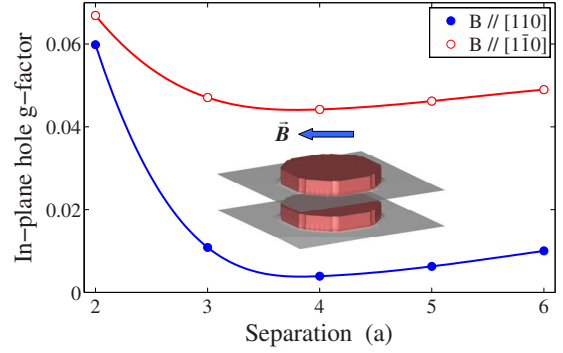 B // [110]
B // [11̄0]
In-plane hole g-factor
0.06
0.04
0.02
0
B⃗
2 3 4 5 6
Separation (a)